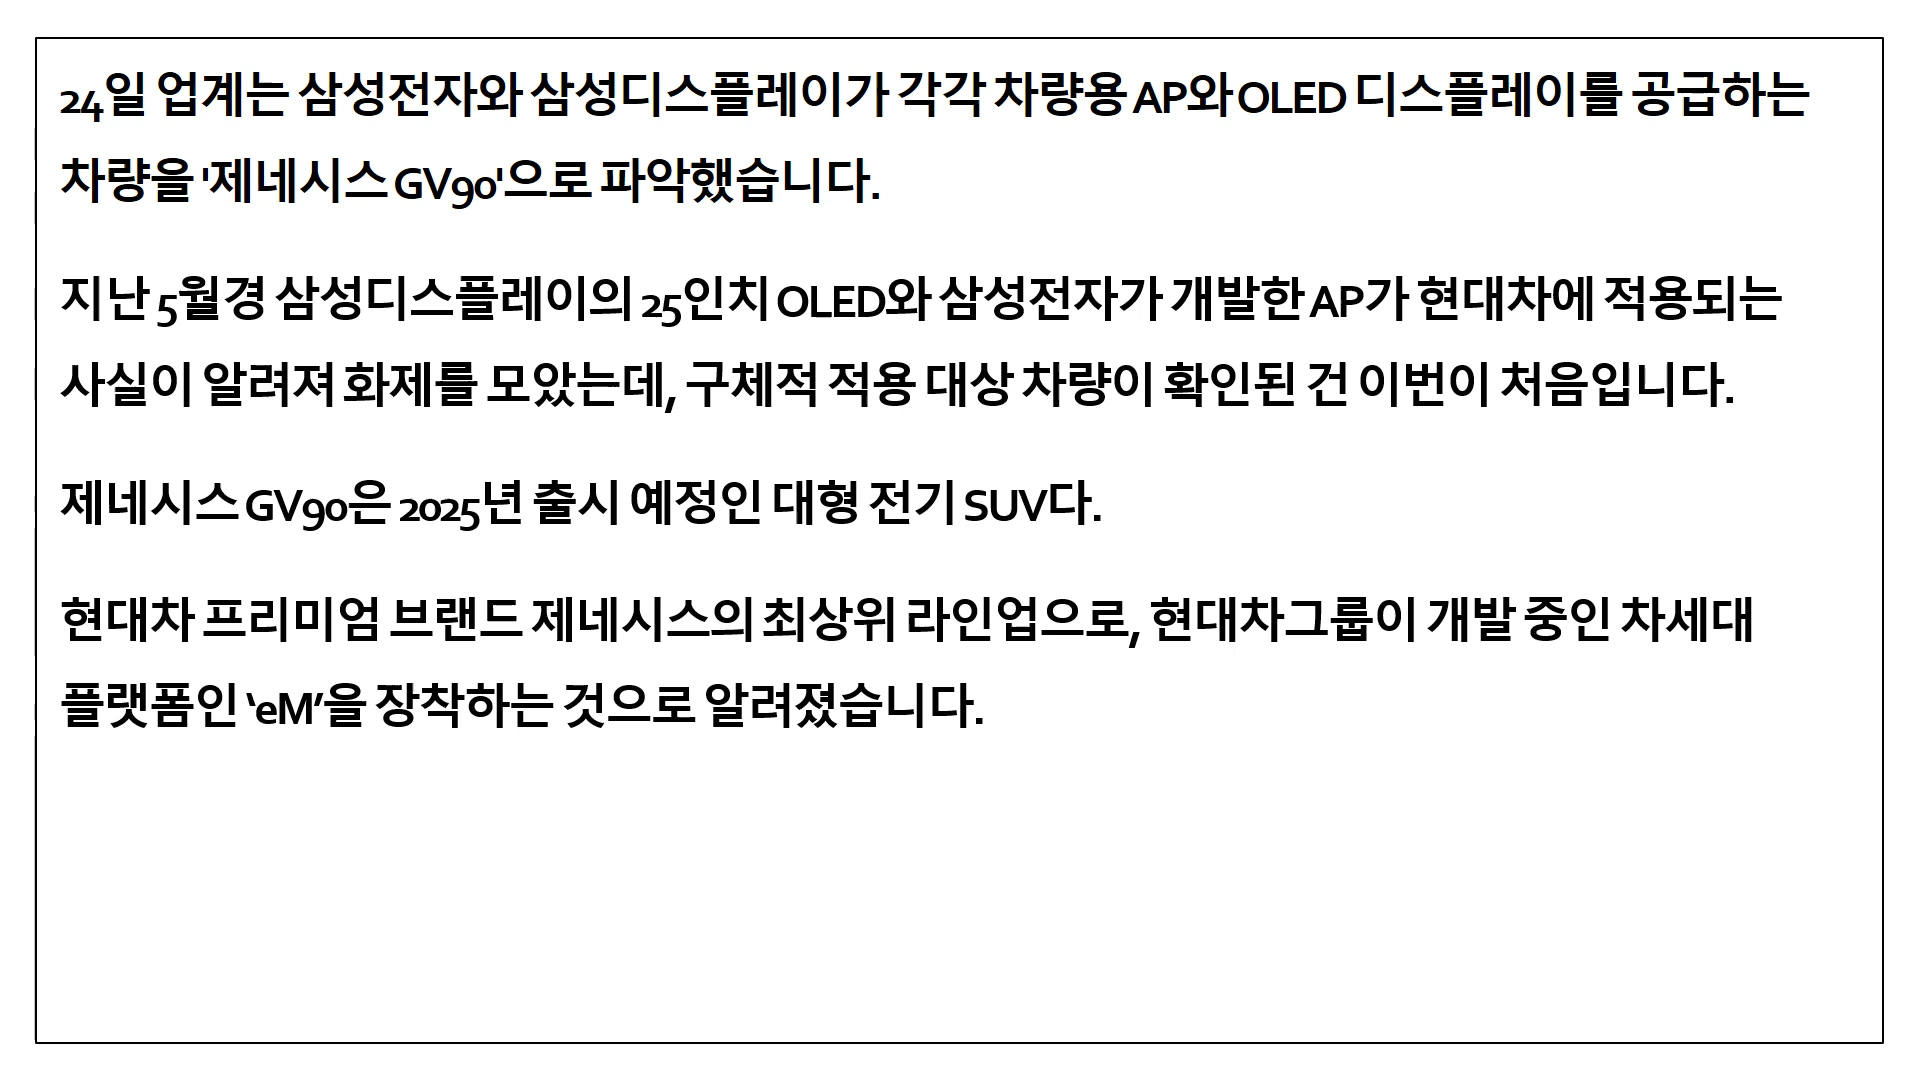 24일 업계는 삼성전자와 삼성디스플레이가 각각 차량용 AP와 OLED 디스플레이를 공급하는
차량을 '제네시스 GV90'으로 파악했습니다.
지난 5월경 삼성디스플레이의 25인치 OLED와 삼성전자가 개발한 AP가 현대차에 적용되는
사실이 알려져 화제를 모았는데, 구체적 적용 대상 차량이 확인된 건 이번이 처음입니다.
제네시스 GV90은 2025년 출시 예정인 대형 전기 SUV다.
현대차 프리미엄 브랜드 제네시스의 최상위 라인업으로, 현대차그룹이 개발 중인 차세대
플랫폼인 ‘eM’을 장착하는 것으로 알려졌습니다.